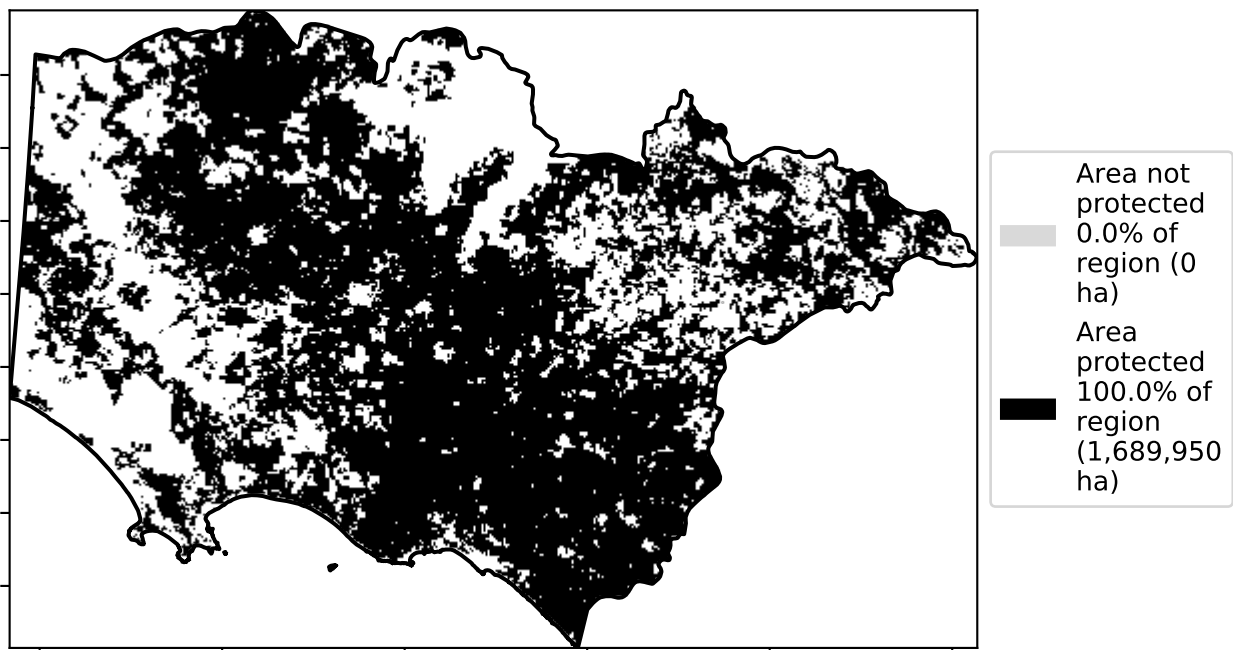 Area not
protected
0.0% of
region (0
ha)
Area
protected
100.0% of
region
(1,689,950
ha)